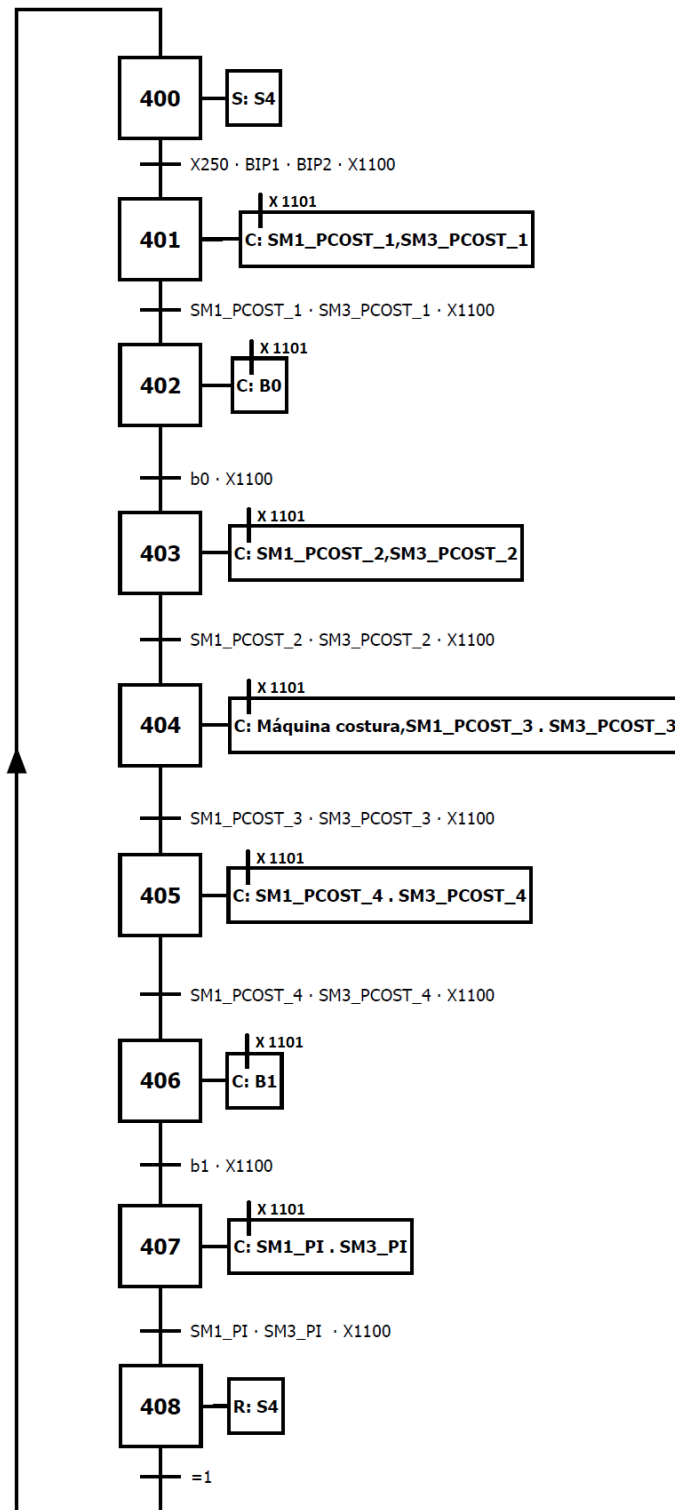 400
S: S4
X250 · BIP1 · BIP2 · X1100
X 1101
401
C: SM1_PCOST_1,SM3_PCOST_1
SM1_PCOST_1 · SM3_PCOST_1 · X1100
X 1101
402
C: B0
b0 · X1100
X 1101
403
C: SM1_PCOST_2,SM3_PCOST_2
SM1_PCOST_2 · SM3_PCOST_2 · X1100
X 1101
404
C: Máquina costura,SM1_PCOST_3 . SM3_PCOST_3
SM1_PCOST_3 · SM3_PCOST_3 · X1100
X 1101
405
C: SM1_PCOST_4 . SM3_PCOST_4
SM1_PCOST_4 · SM3_PCOST_4 · X1100
X 1101
406
C: B1
b1 · X1100
X 1101
407
C: SM1_PI . SM3_PI
SM1_PI · SM3_PI · X1100
408
R: S4
=1